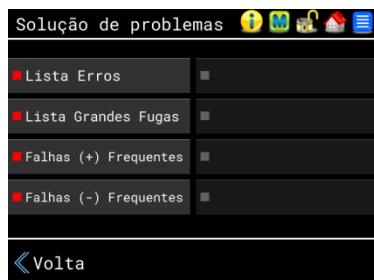 Solução de problemas
Lista Erros
Lista Grandes Fugas
Falhas (+) Frequentes
Falhas (-) Frequentes
Volta